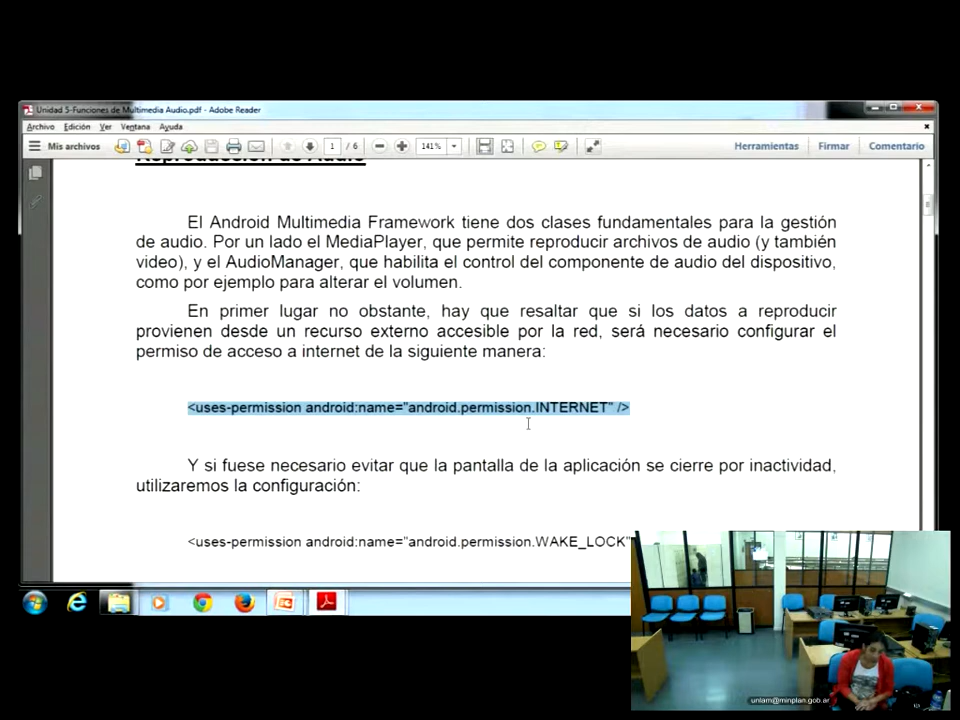 Unidad 5-Funciones de Multimedia Audio.pdf - Adobe Reader
Archivo Edición Ver Ventana Ayuda
Mis archivos 1 / 6 141% Herramientas Firmar Comentario
Reproducción de Audio
El Android Multimedia Framework tiene dos clases fundamentales para la gestión
de audio. Por un lado el MediaPlayer, que permite reproducir archivos de audio (y también
video), y el AudioManager, que habilita el control del componente de audio del dispositivo,
como por ejemplo para alterar el volumen.
En primer lugar no obstante, hay que resaltar que si los datos a reproducir
provienen desde un recurso externo accesible por la red, será necesario configurar el
permiso de acceso a internet de la siguiente manera:
<uses-permission android:name="android.permission.INTERNET" />
Y si fuese necesario evitar que la pantalla de la aplicación se cierre por inactividad,
utilizaremos la configuración:
<uses-permission android:name="android.permission.WAKE_LOCK"
unlam@minplan.gob.ar